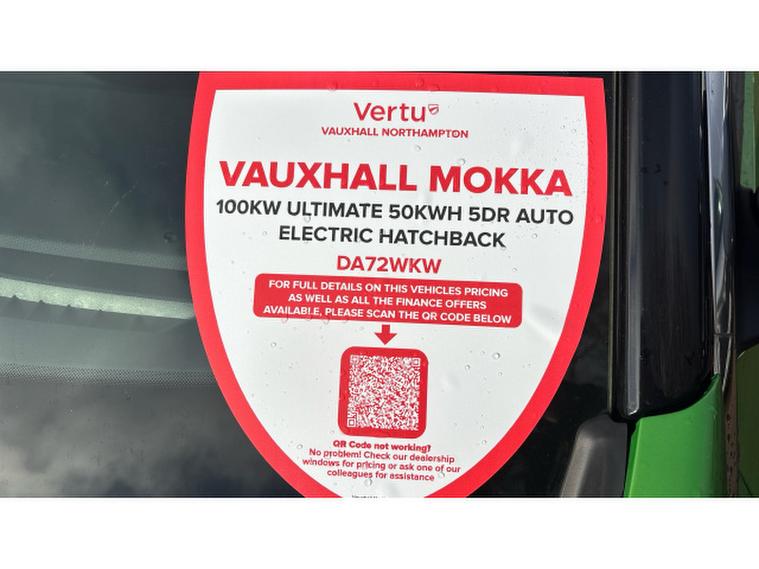 Vertu
VAUXHALL NORTHAMPTON
VAUXHALL MOKKA
100KW ULTIMATE 50KWH 5DR AUTO
ELECTRIC HATCHBACK
DA72WKW
FOR FULL DETAILS ON THIS VEHICLES PRICING
AS WELL AS ALL THE FINANCE OFFERS
AVAILABLE, PLEASE SCAN THE QR CODE BELOW
QR Code not working?
No problem! Check our dealership
windows for pricing or ask one of our
colleagues for assistance